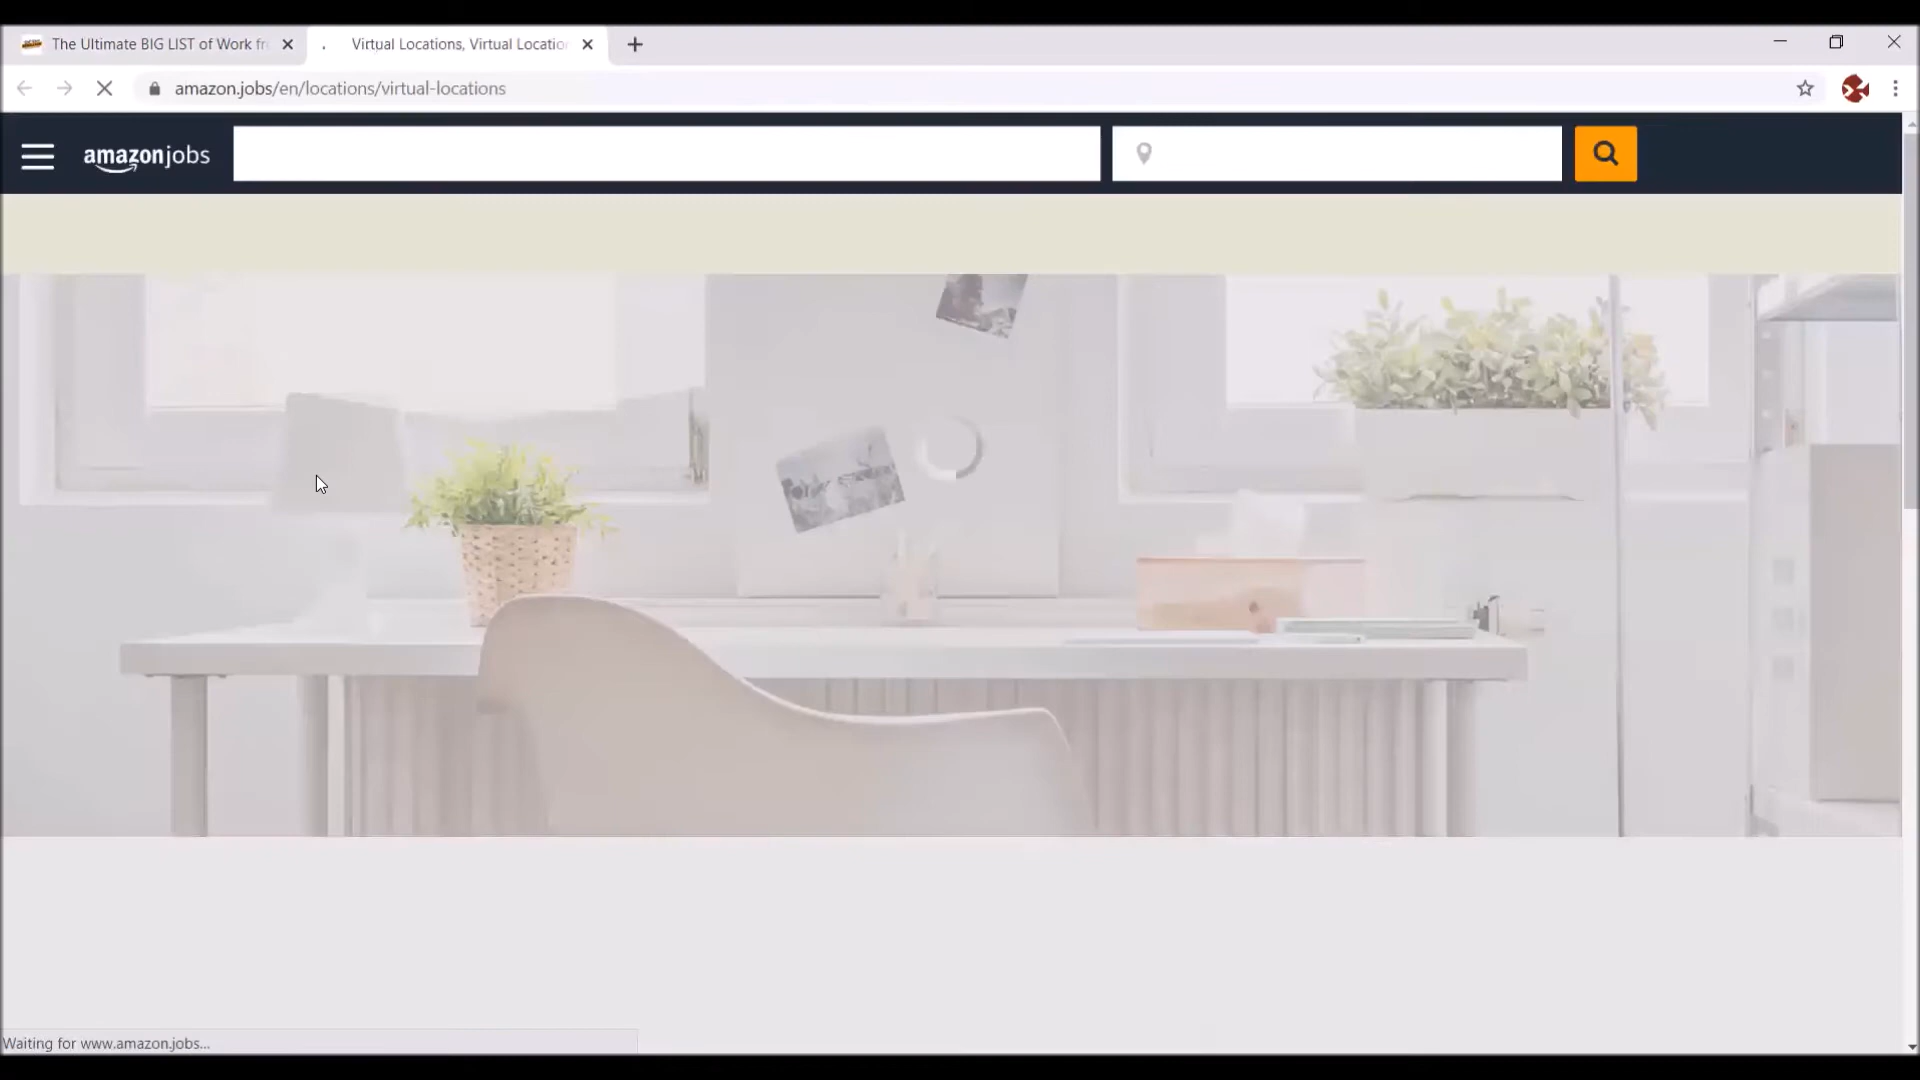 The Ultimate BIG LIST of Work fr
Virtual Locations, Virtual Locatio
amazon.jobs/en/locations/virtual-locations
amazonjobs
Waiting for www.amazon.jobs...